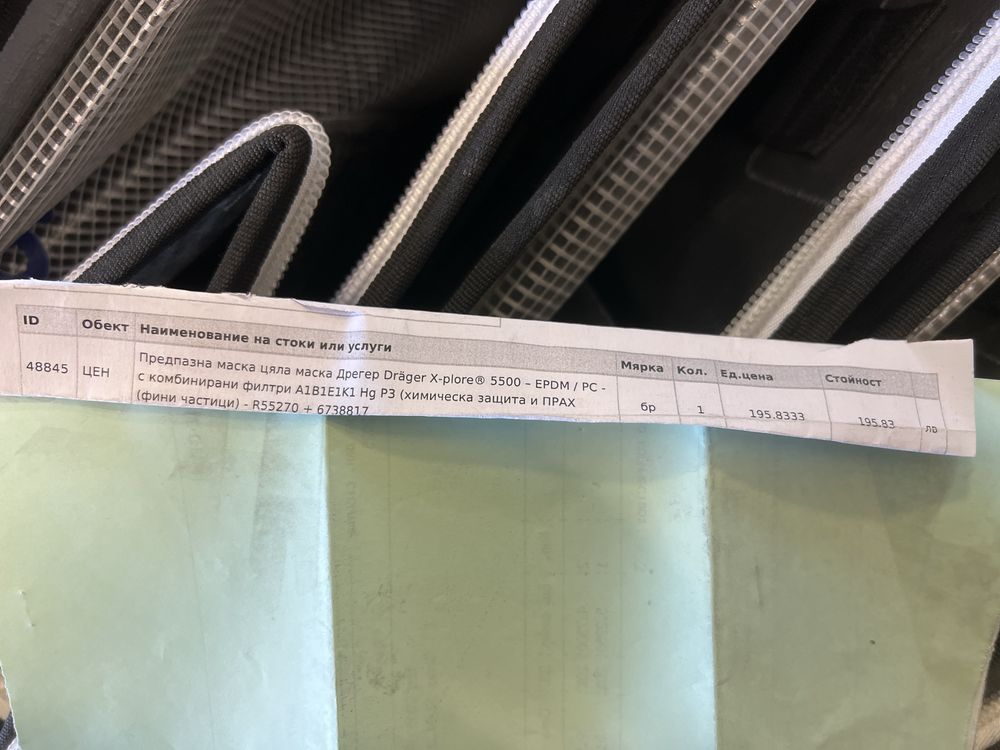 ID Обект Наименование на стоки или услуги Мярка Кол. Ед.цена Стойност
48845 ЦЕН Предпазна маска цяла маска Дрегер Dräger X-plore® 5500 – EPDM / PC -
с комбинирани филтри A1B1E1K1 Hg P3 (химическа защита и ПРАХ
(фини частици) - R55270 + 6738817 бр 1 195.8333 195.83 лв